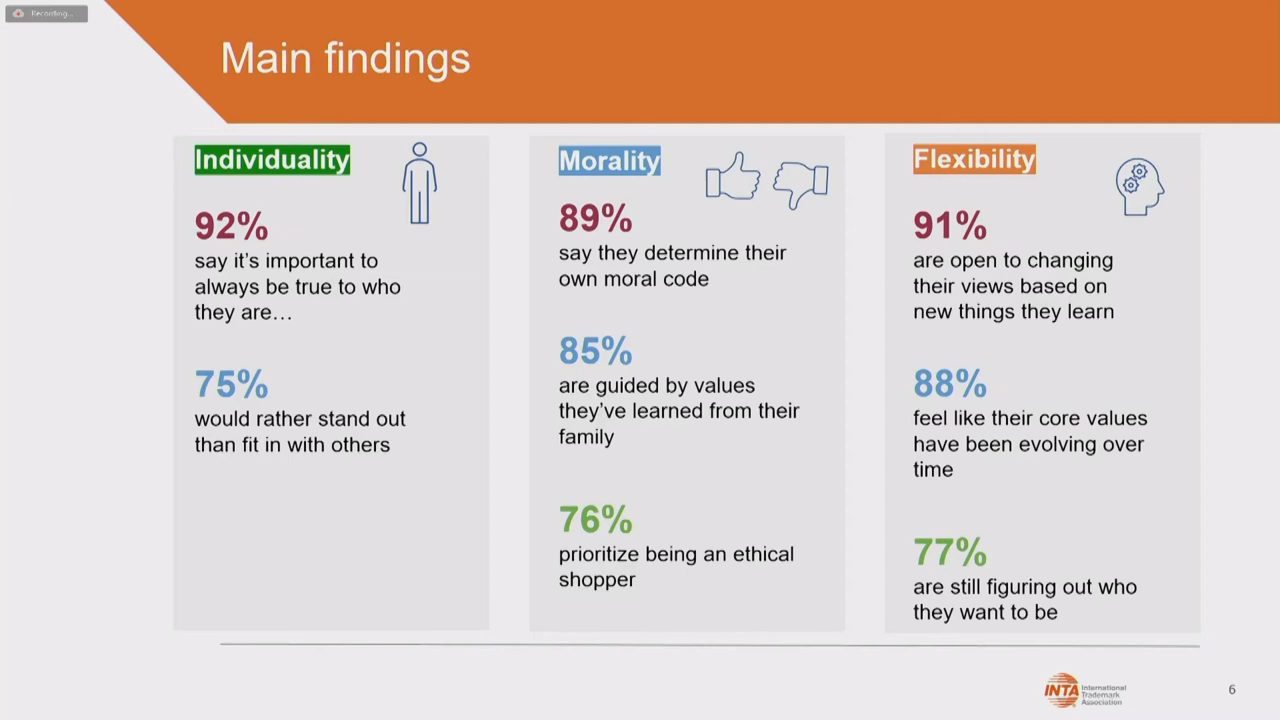 Recording...
Main findings
Individuality
92%
say it's important to
always be true to who
they are…
75%
would rather stand out
than fit in with others
Morality
89%
say they determine their
own moral code
85%
are guided by values
they've learned from their
family
76%
prioritize being an ethical
shopper
Flexibility
91%
are open to changing
their views based on
new things they learn
88%
feel like their core values
have been evolving over
time
77%
are still figuring out who
they want to be
INTA
International
Trademark
Association
6